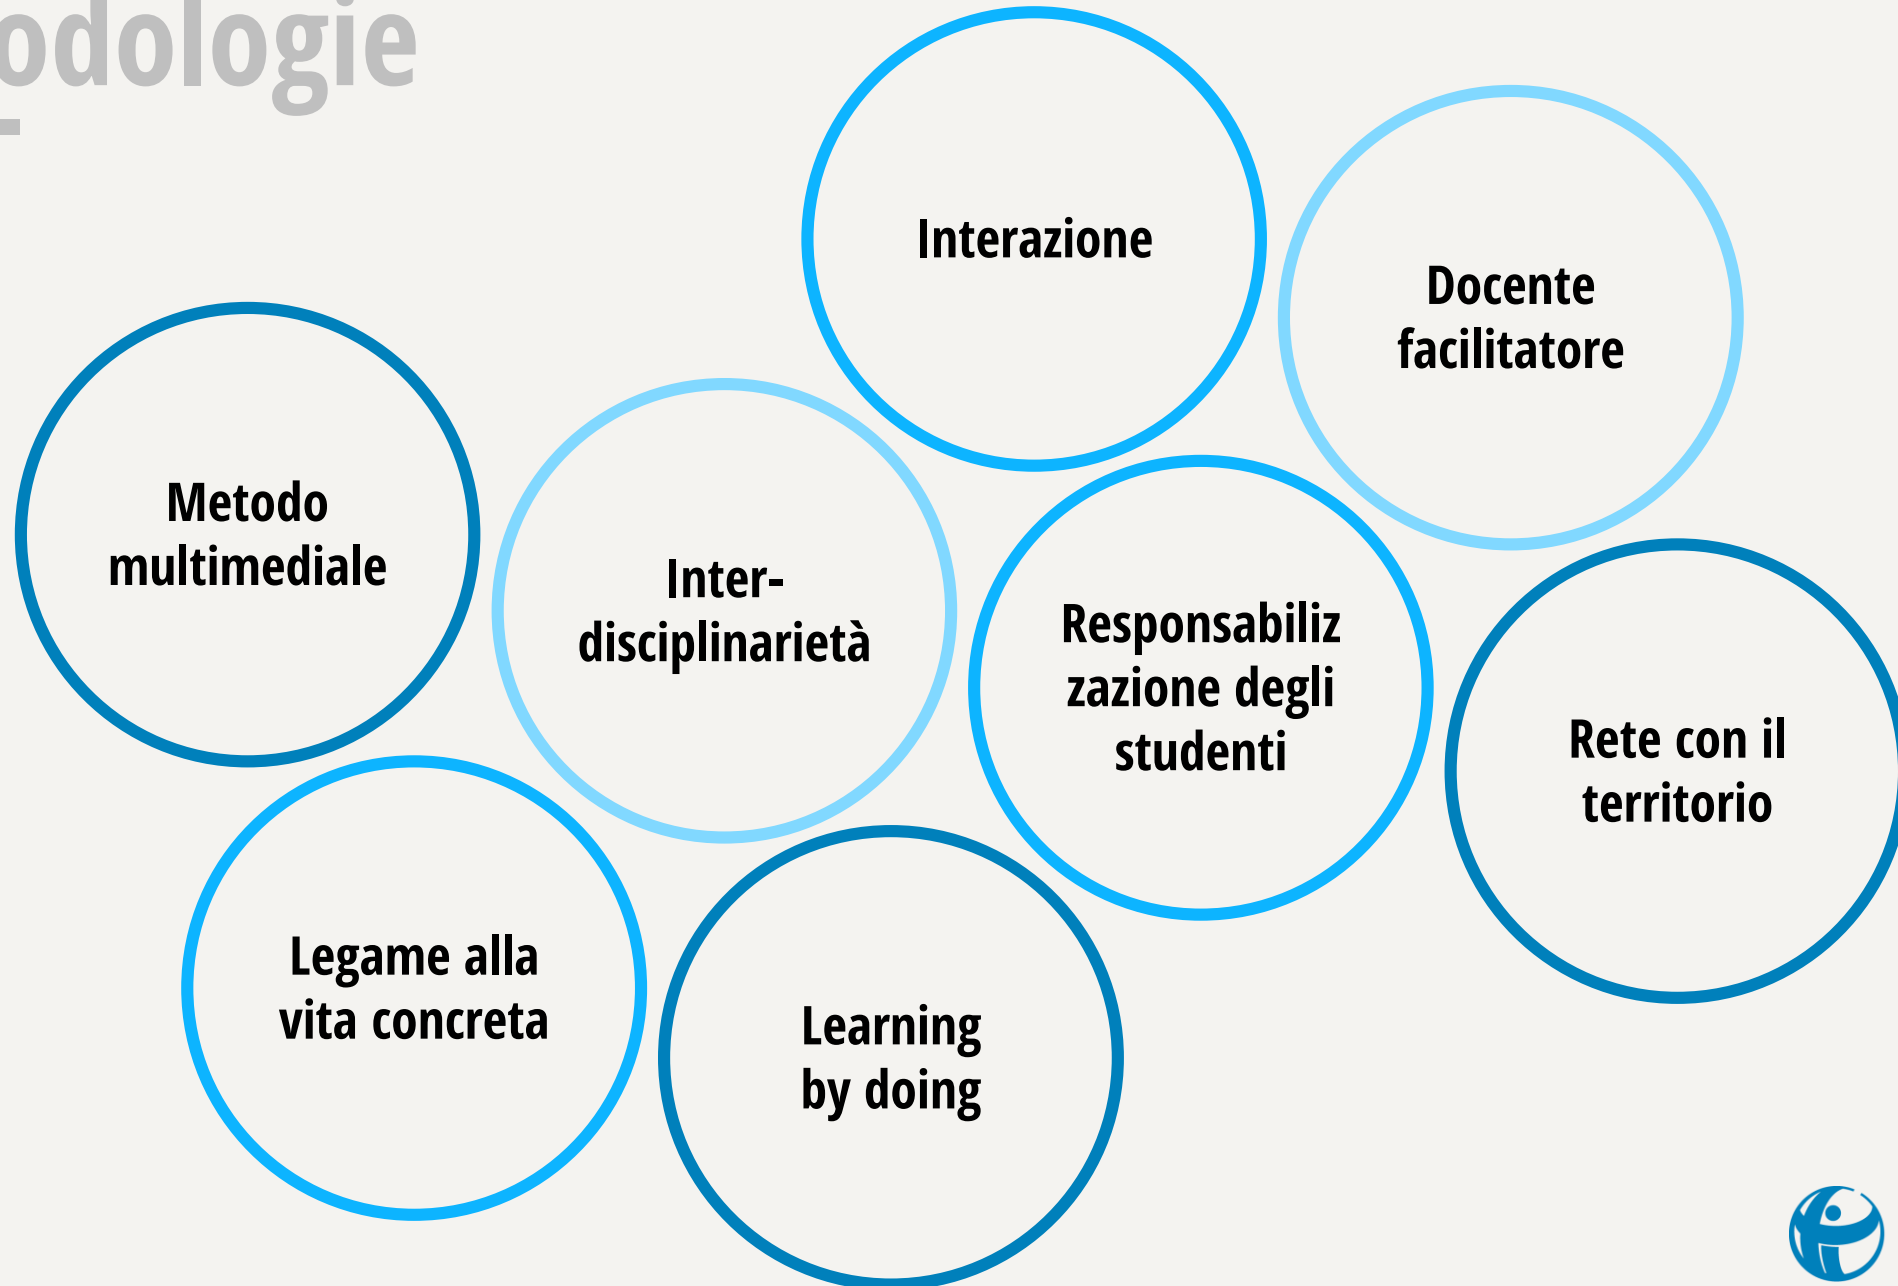 odologie
Interazione
Docente
facilitatore
Metodo
multimediale
Inter-
disciplinarietà
Responsabiliz
zazione degli
studenti
Rete con il
territorio
Legame alla
vita concreta
Learning
by doing